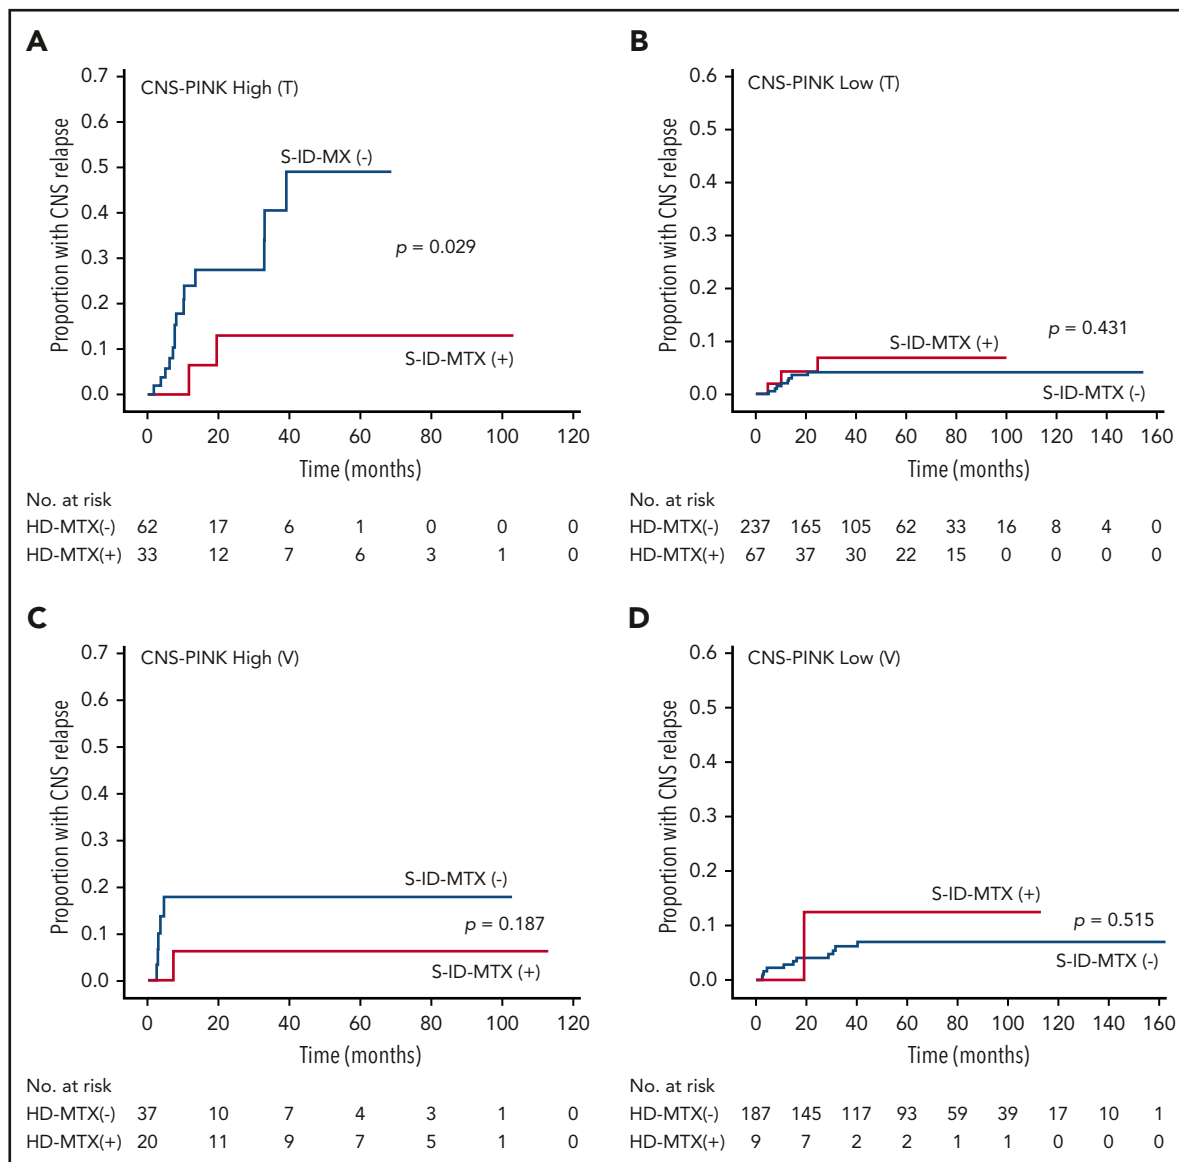 A
CNS-PINK High (T)
Proportion with CNS relapse
0.7
0.6
0.5
0.4
0.3
0.2
0.1
0.0
S-ID-MX (-)
p = 0.029
S-ID-MTX (+)
0 20 40 60 80 100 120
Time (months)
No. at risk
HD-MTX(-) 62 17 6 1 0 0 0
HD-MTX(+) 33 12 7 6 3 1 0
B
CNS-PINK Low (T)
Proportion with CNS relapse
0.6
0.5
0.4
0.3
0.2
0.1
0.0
p = 0.431
S-ID-MTX (+)
S-ID-MTX (-)
0 20 40 60 80 100 120 140 160
Time (months)
No. at risk
HD-MTX(-) 237 165 105 62 33 16 8 4 0
HD-MTX(+) 67 37 30 22 15 0 0 0 0
C
CNS-PINK High (V)
Proportion with CNS relapse
0.7
0.6
0.5
0.4
0.3
0.2
0.1
0.0
S-ID-MTX (-)
p = 0.187
S-ID-MTX (+)
0 20 40 60 80 100 120
Time (months)
No. at risk
HD-MTX(-) 37 10 7 4 3 1 0
HD-MTX(+) 20 11 9 7 5 1 0
D
CNS-PINK Low (V)
Proportion with CNS relapse
0.6
0.5
0.4
0.3
0.2
0.1
0.0
S-ID-MTX (+)
p = 0.515
S-ID-MTX (-)
0 20 40 60 80 100 120 140 160
Time (months)
No. at risk
HD-MTX(-) 187 145 117 93 59 39 17 10 1
HD-MTX(+) 9 7 2 2 1 1 0 0 0